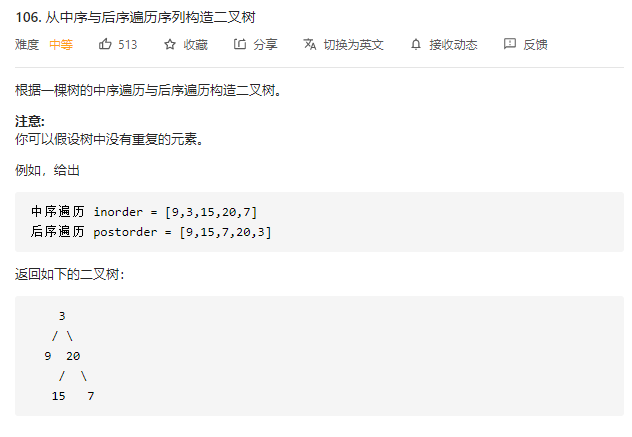 106. 从中序与后序遍历序列构造二叉树
难度 中等 513 收藏 分享 切换为英文 接收动态 反馈
根据一棵树的中序遍历与后序遍历构造二叉树。
注意:
你可以假设树中没有重复的元素。
例如，给出
中序遍历 inorder = [9,3,15,20,7]
后序遍历 postorder = [9,15,7,20,3]
返回如下的二叉树：
3
/ \
9 20
/ \
15 7